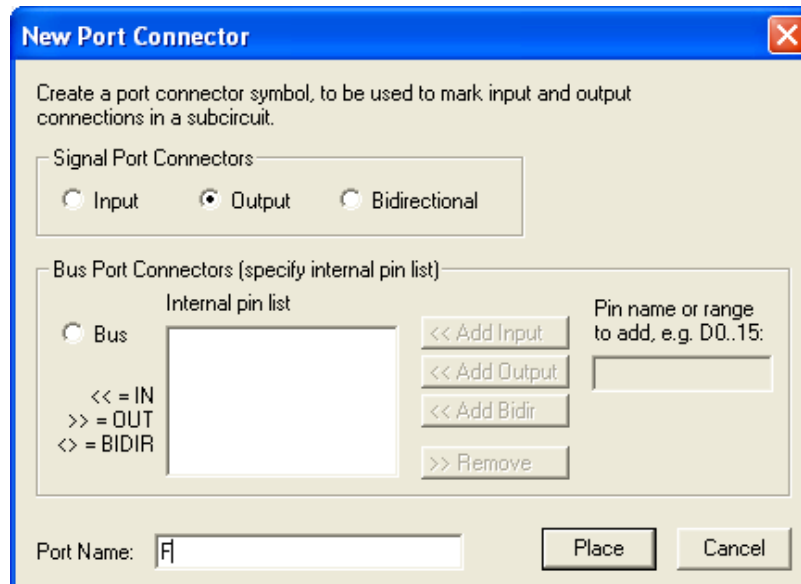 New Port Connector
Create a port connector symbol, to be used to mark input and output
connections in a subcircuit.
Signal Port Connectors
Input Output Bidirectional
Bus Port Connectors (specify internal pin list)
Bus
<< = IN
>> = OUT
<> = BIDIR
Internal pin list
<< Add Input
<< Add Output
<< Add Bidir
>> Remove
Pin name or range
to add, e.g. D0..15:
Port Name: F
Place Cancel